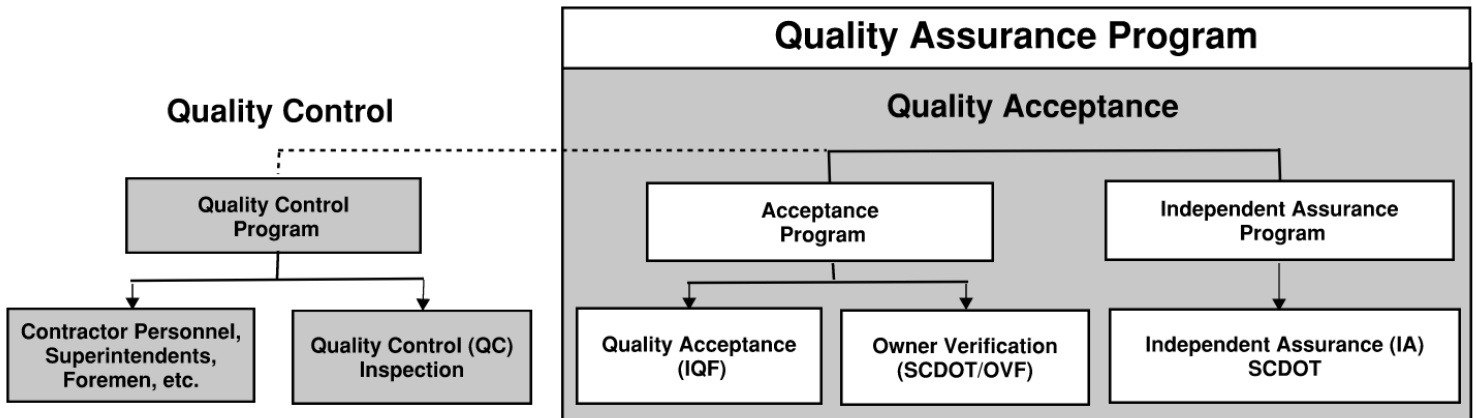 Quality Assurance Program
Quality Control
Quality Acceptance
Quality Control
Program
Acceptance
Program
Independent Assurance
Program
Contractor Personnel,
Superintendents,
Foremen, etc.
Quality Control (QC)
Inspection
Quality Acceptance
(IQF)
Owner Verification
(SCDOT/OVF)
Independent Assurance (IA)
SCDOT